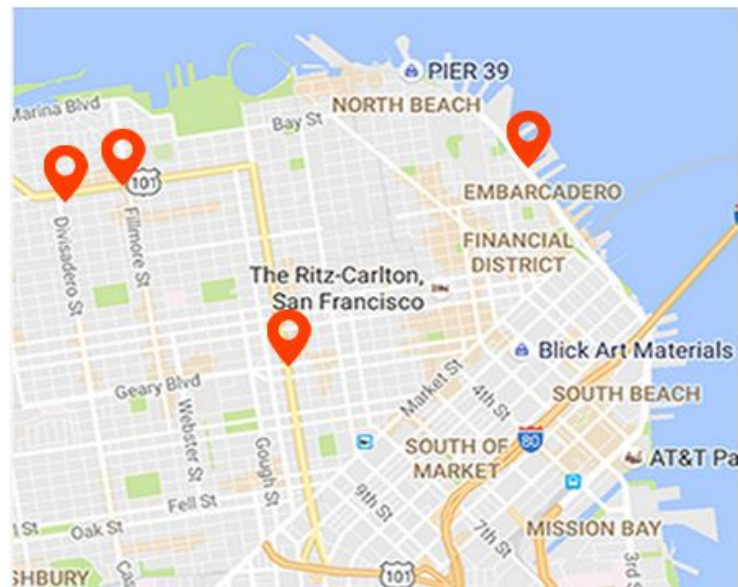 PIER 39
Marina Blvd
NORTH BEACH
Bay St
101
EMBARCADERO
Divisadero St
Fillmore St
FINANCIAL
DISTRICT
The Ritz-Carlton,
San Francisco
Blick Art Materials
Geary Blvd
Market St
4th St
SOUTH BEACH
Webster St
Gough St
80
SOUTH OF
MARKET
AT&T Pa
9th St
Fell St
Oak St
ll St
7th St
MISSION BAY
3rd S
SHBURY
Cas
101